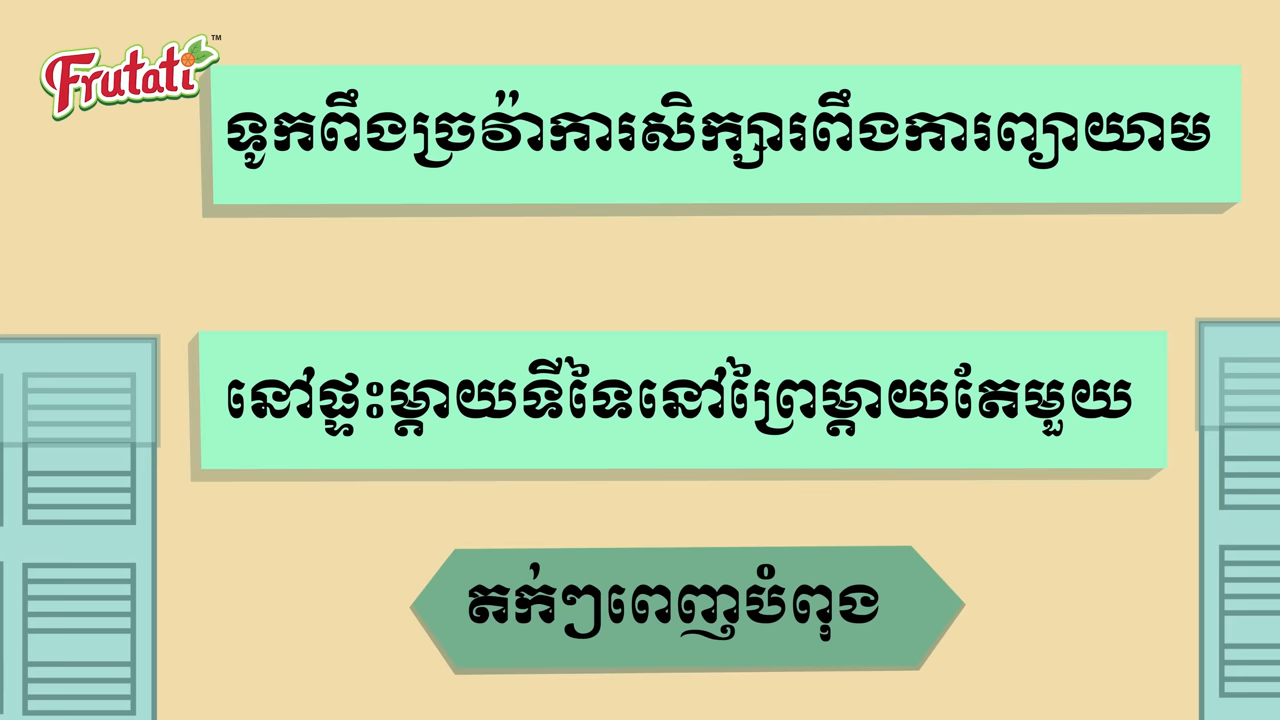 Frutati™
ទូកពឹងច្រវ៉ាការសិក្សារពឹងការព្យាយាម
នៅផ្ទះម្ដាយទីទៃនៅព្រៃម្ដាយតែមួយ
តក់ៗពេញបំពុង